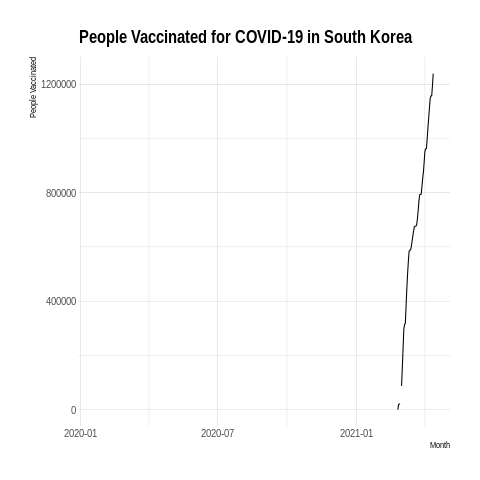 People Vaccinated for COVID-19 in South Korea
People Vaccinated
1200000
800000
400000
0
2020-01
2020-07
2021-01
Month